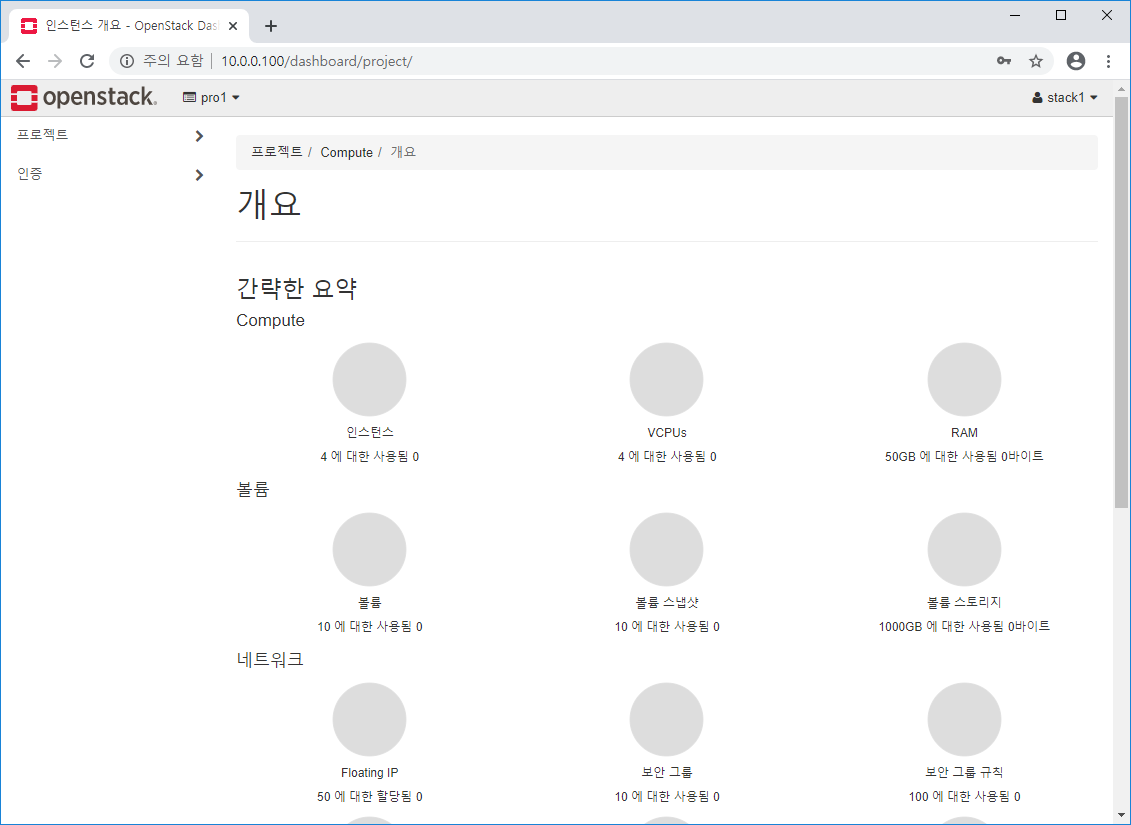 인스턴스 개요 - OpenStack Das
주의 요함 | 10.0.0.100/dashboard/project/
openstack. pro1 stack1
프로젝트
인증
프로젝트 / Compute / 개요
개요
간략한 요약
Compute
인스턴스 VCPUs RAM
4 에 대한 사용됨 0 4 에 대한 사용됨 0 50GB 에 대한 사용됨 0바이트
볼륨
볼륨 볼륨 스냅샷 볼륨 스토리지
10 에 대한 사용됨 0 10 에 대한 사용됨 0 1000GB 에 대한 사용됨 0바이트
네트워크
Floating IP 보안 그룹 보안 그룹 규칙
50 에 대한 할당됨 0 10 에 대한 사용됨 0 100 에 대한 사용됨 0